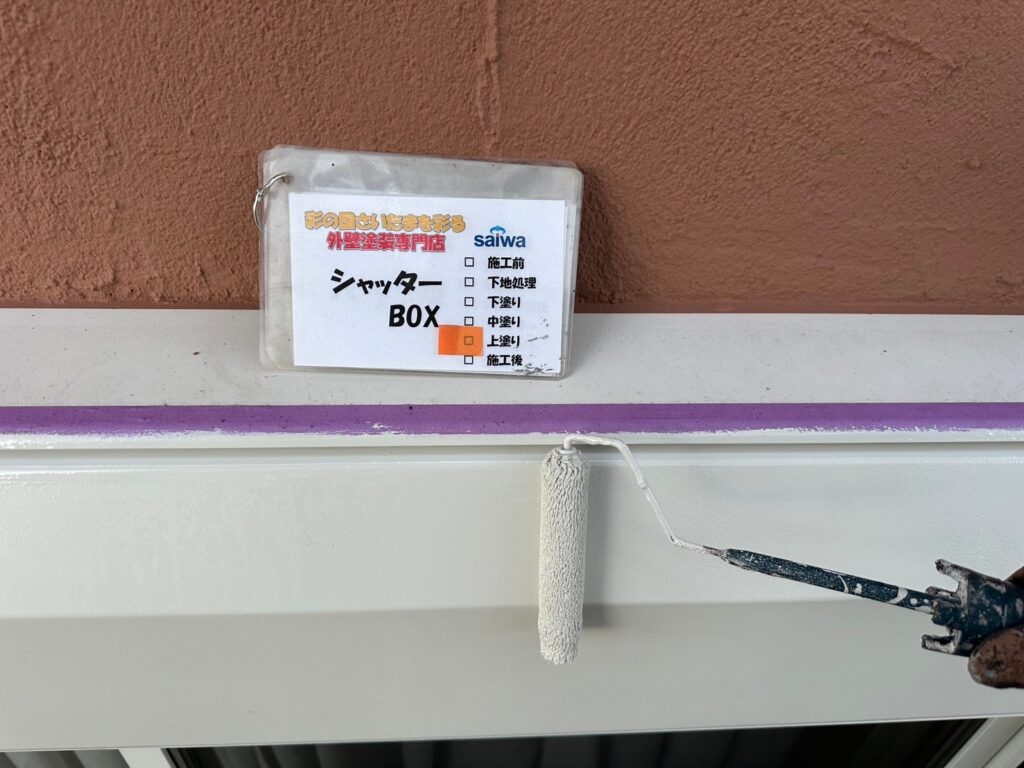 彩の国さいたまを彩る
外壁塗装専門店
saiwa
シャッター
BOX
□ 施工前
□ 下地処理
□ 下塗り
□ 中塗り
□ 上塗り
□ 施工後